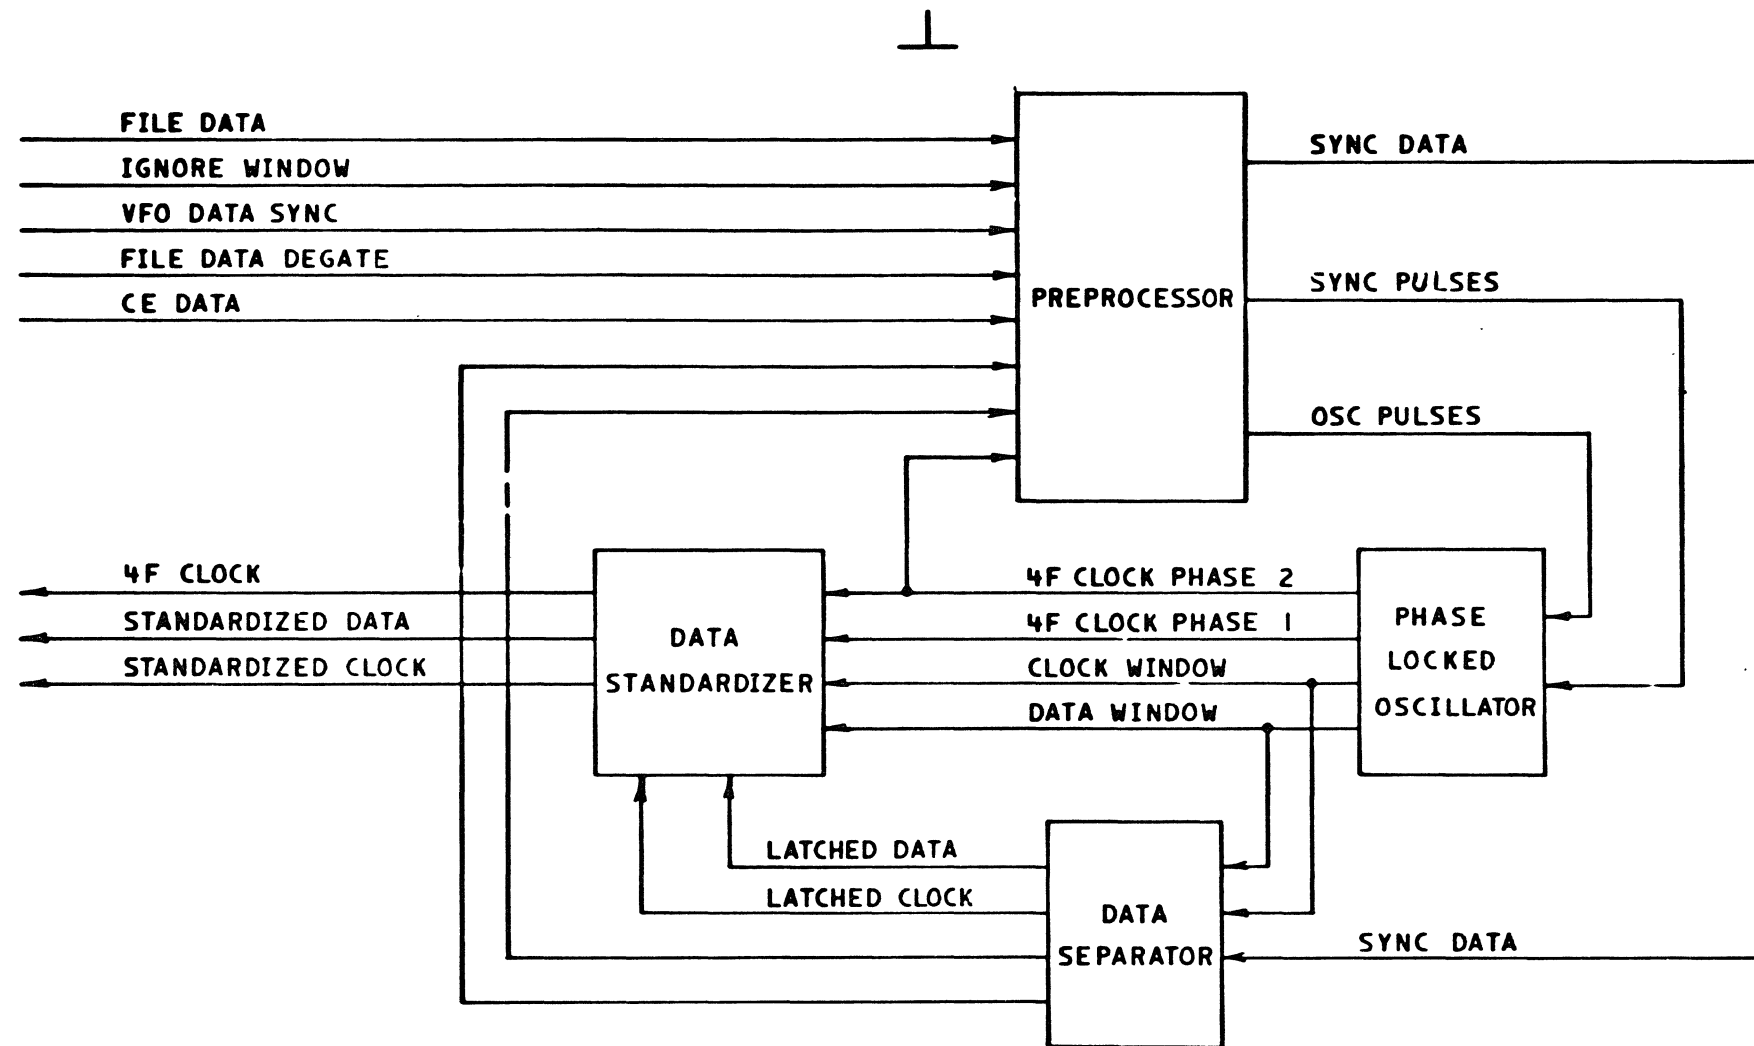 FILE DATA
IGNORE WINDOW
VFO DATA SYNC
FILE DATA DEGATE
CE DATA
PREPROCESSOR
SYNC DATA
SYNC PULSES
OSC PULSES
4F CLOCK
STANDARDIZED DATA
STANDARDIZED CLOCK
DATA
STANDARDIZER
4F CLOCK PHASE 2
4F CLOCK PHASE 1
CLOCK WINDOW
DATA WINDOW
PHASE
LOCKED
OSCILLATOR
LATCHED DATA
LATCHED CLOCK
DATA
SEPARATOR
SYNC DATA